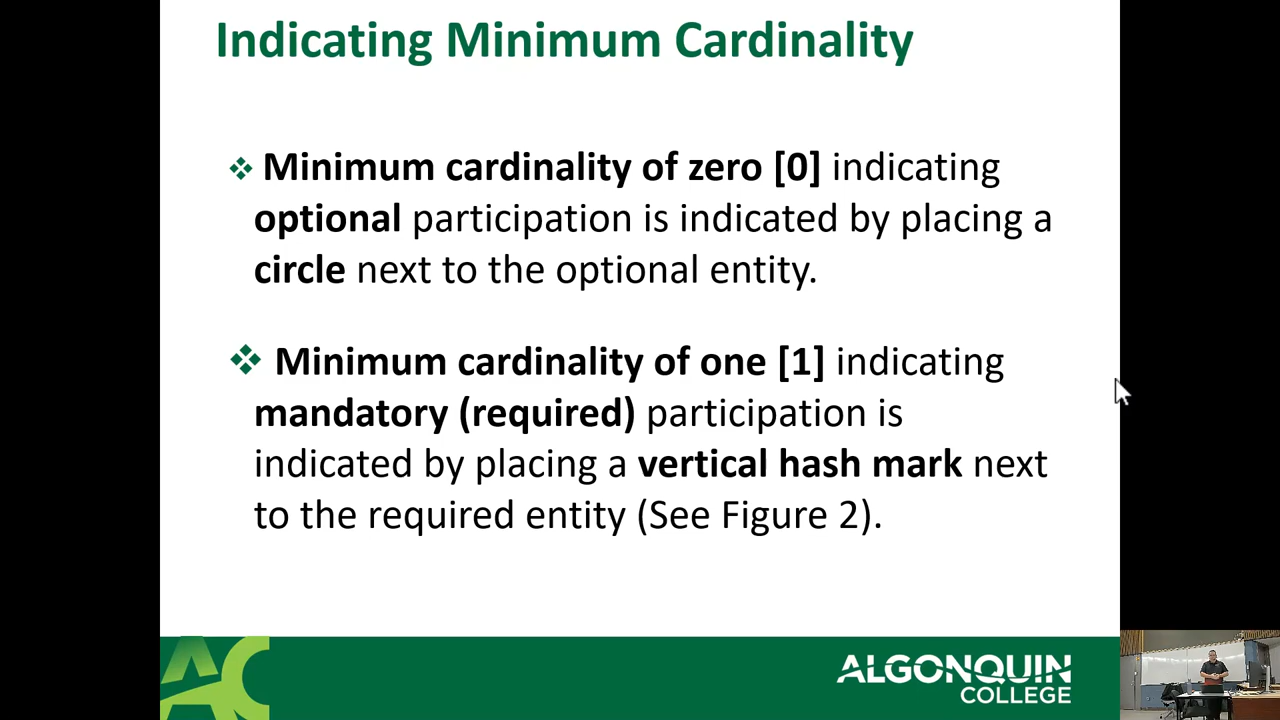 Indicating Minimum Cardinality
❖ Minimum cardinality of zero [0] indicating
optional participation is indicated by placing a
circle next to the optional entity.
❖ Minimum cardinality of one [1] indicating
mandatory (required) participation is
indicated by placing a vertical hash mark next
to the required entity (See Figure 2).
AC
ALGONQUIN
COLLEGE